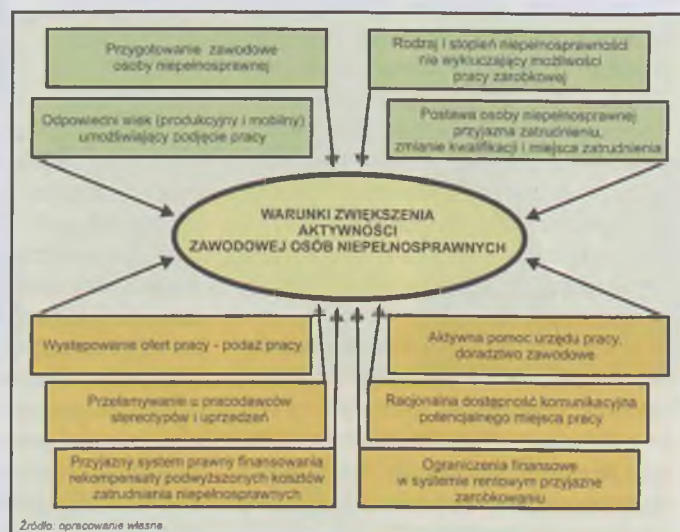 Przygotowanie zawodowe
osoby niepełnosprawnej
Rodzaj i stopień niepełnosprawności
nie wykluczający możliwości
pracy zarobkowej
Odpowiedni wiek (produkcyjny i mobilny)
umożliwiający podjęcie pracy
Postawa osoby niepełnosprawnej
przyjazna zatrudnieniu,
zmianie kwalifikacji i miejsca zatrudnienia
WARUNKI ZWIĘKSZENIA
AKTYWNOŚCI
ZAWODOWEJ OSÓB NIEPEŁNOSPRAWNYCH
Występowanie ofert pracy - podaż pracy
Aktywna pomoc urzędu pracy,
doradztwo zawodowe
Przełamywanie u pracodawców
stereotypów i uprzedzeń
Racjonalna dostępność komunikacyjna
potencjalnego miejsca pracy
Przyjazny system prawny finansowania
rekompensaty podwyższonych kosztów
zatrudniania niepełnosprawnych
Ograniczenia finansowe
w systemie rentowym przyjazne
zarobkowaniu
Źródło: opracowanie własne.